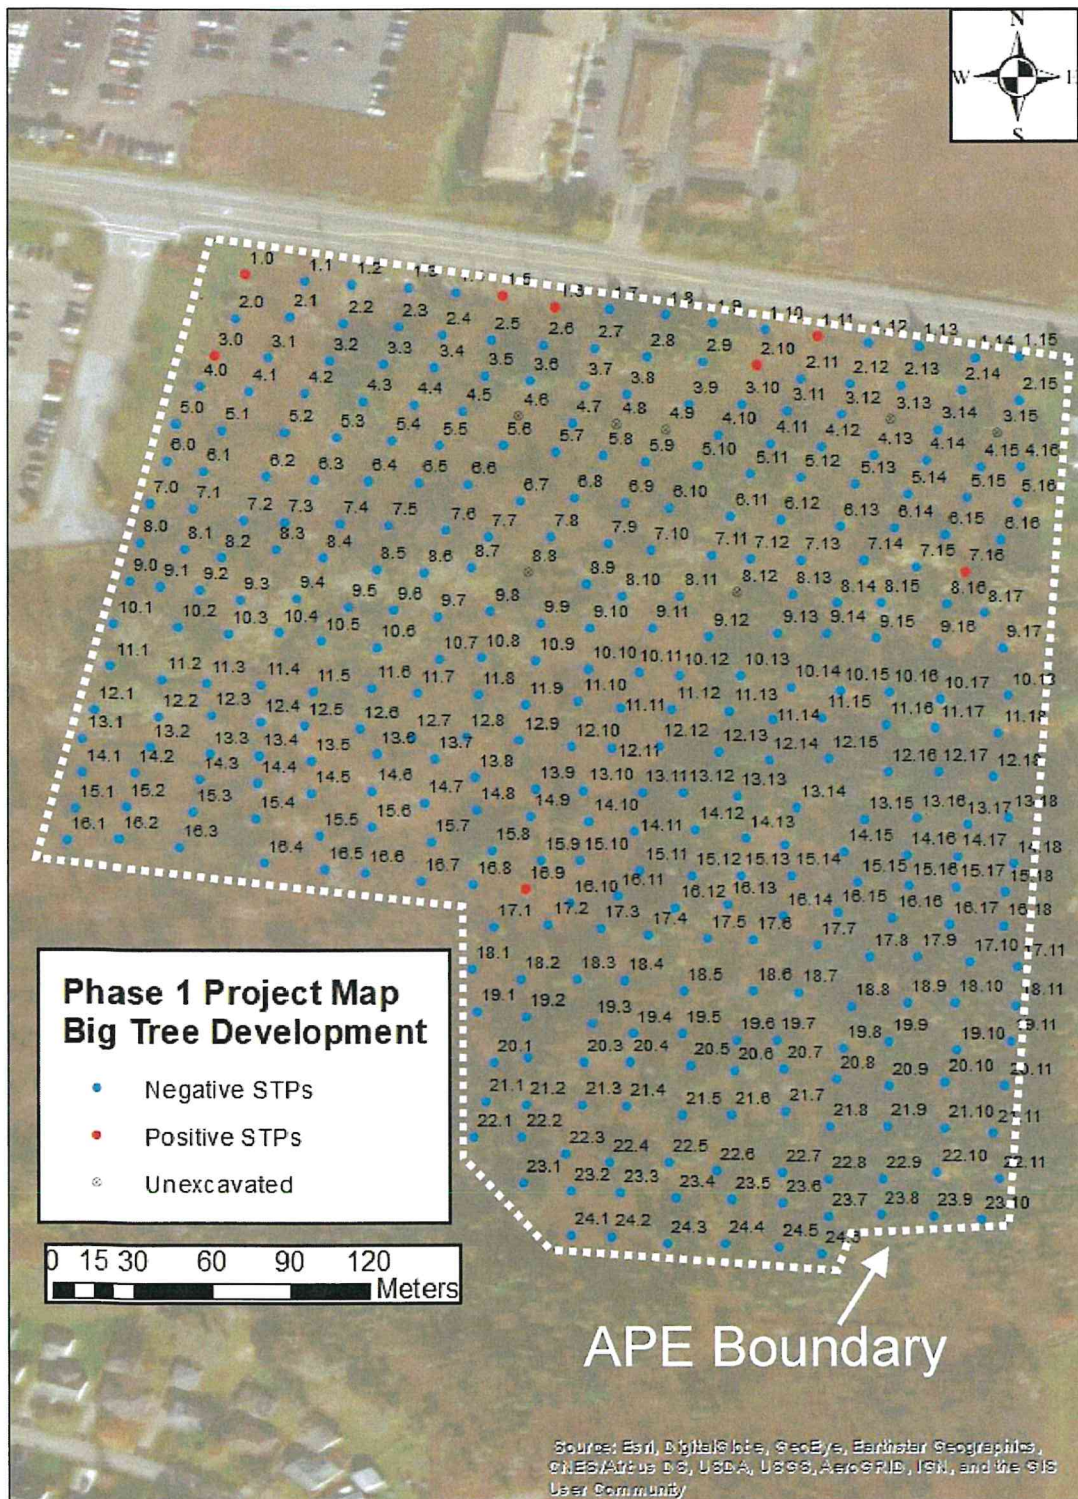 N
W
S
1.0 1.1 1.2 1.3 1.5 1.7 1.8 1.9 1.10 1.11 1.12 1.13 1.14 1.15
2.0 2.1 2.2 2.3 2.4 2.5 2.6 2.7 2.8 2.9 2.10 2.11 2.12 2.13 2.14 2.15
3.0 3.1 3.2 3.3 3.4 3.5 3.6 3.7 3.8 3.9 3.10 3.11 3.12 3.13 3.14 3.15
4.0 4.1 4.2 4.3 4.4 4.5 4.6 4.7 4.8 4.9 4.10 4.11 4.12 4.13 4.14 4.15 4.16
5.0 5.1 5.2 5.3 5.4 5.5 5.6 5.7 5.8 5.9 5.10 5.11 5.12 5.13 5.14 5.15 5.16
6.0 6.1 6.2 6.3 6.4 6.5 6.6 6.7 6.8 6.9 6.10 6.11 6.12 6.13 6.14 6.15 6.16
7.0 7.1 7.2 7.3 7.4 7.5 7.6 7.7 7.8 7.9 7.10 7.11 7.12 7.13 7.14 7.15 7.16
8.0 8.1 8.2 8.3 8.4 8.5 8.6 8.7 8.8 8.9 8.10 8.11 8.12 8.13 8.14 8.15 8.16 8.17
9.0 9.1 9.2 9.3 9.4 9.5 9.6 9.7 9.8 9.9 9.10 9.11 9.12 9.13 9.14 9.15 9.16 9.17
10.1 10.2 10.3 10.4 10.5 10.6 10.7 10.8 10.9 10.10 10.11 10.12 10.13 10.14 10.15 10.16 10.17
11.1 11.2 11.3 11.4 11.5 11.6 11.7 11.8 11.9 11.10 11.11 11.12 11.13 11.14 11.15 11.16 11.17 11.18
12.1 12.2 12.3 12.4 12.5 12.6 12.7 12.8 12.9 12.10 12.11 12.12 12.13 12.14 12.15 12.16 12.17 12.18
13.1 13.2 13.3 13.4 13.5 13.6 13.7 13.8 13.9 13.10 13.11 13.12 13.13 13.14 13.15 13.16 13.17 13.18
14.1 14.2 14.3 14.4 14.5 14.6 14.7 14.8 14.9 14.10 14.11 14.12 14.13 14.15 14.16 14.17 14.18
15.1 15.2 15.3 15.4 15.5 15.6 15.7 15.8 15.9 15.10 15.11 15.12 15.13 15.14 15.15 15.16 15.17 15.18
16.1 16.2 16.3 16.4 16.5 16.6 16.7 16.8 16.9 16.10 16.11 16.12 16.13 16.14 16.15 16.16 16.17 16.18
17.1 17.2 17.3 17.4 17.5 17.6 17.7 17.8 17.9 17.10 17.11
18.1 18.2 18.3 18.4 18.5 18.6 18.7 18.8 18.9 18.10 18.11
19.1 19.2 19.3 19.4 19.5 19.6 19.7 19.8 19.9 19.10 19.11
20.1 20.3 20.4 20.5 20.6 20.7 20.8 20.9 20.10 20.11
21.1 21.2 21.3 21.4 21.5 21.6 21.7 21.8 21.9 21.10 21.11
22.1 22.2 22.3 22.4 22.5 22.6 22.7 22.8 22.9 22.10 22.11
23.1 23.2 23.3 23.4 23.5 23.6 23.7 23.8 23.9 23.10
24.1 24.2 24.3 24.4 24.5
Phase 1 Project Map
Big Tree Development
Negative STPs
Positive STPs
Unexcavated
0 15 30 60 90 120
Meters
APE Boundary
Source: Esri, DigitalGlobe, GeoEye, Earthstar Geographics,
CNES/Airbus DS, USDA, USGS, AeroGRID, IGN, and the GIS
User Community